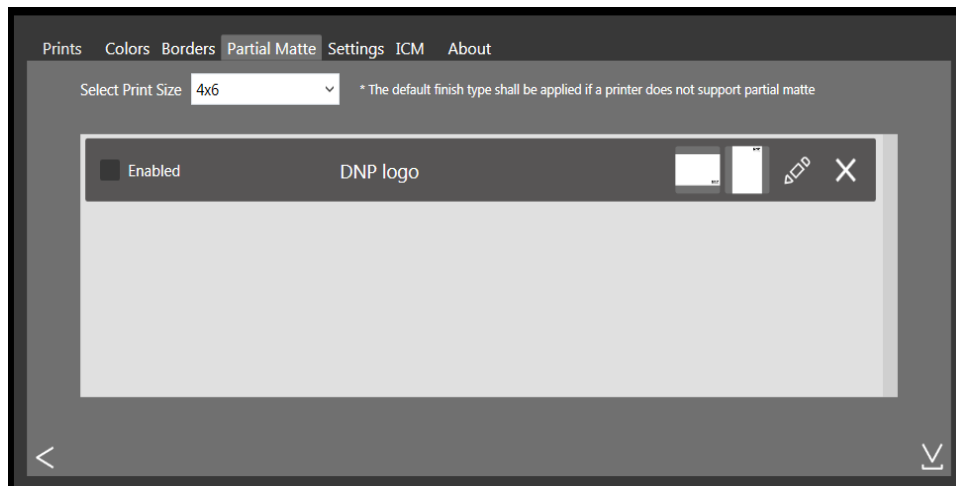 Prints Colors Borders Partial Matte Settings ICM About
Select Print Size 4x6 * The default finish type shall be applied if a printer does not support partial matte
Enabled DNP logo